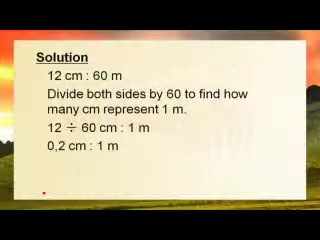 Solution
12 cm : 60 m
Divide both sides by 60 to find how
many cm represent 1 m.
12 ÷ 60 cm : 1 m
0,2 cm : 1 m